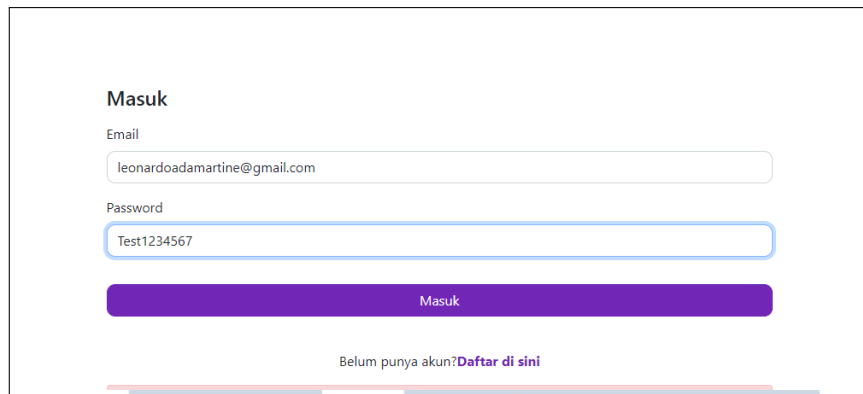 Masuk
Email
leonardoadamartine@gmail.com
Password
Test1234567
Masuk
Belum punya akun?Daftar di sini